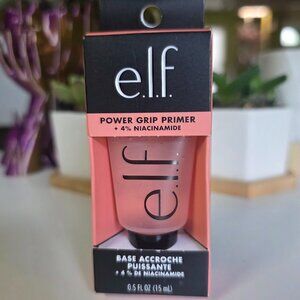 e.l.f.
POWER GRIP PRIMER
+ 4% NIACINAMIDE
e.l.f.
BASE ACCROCHE
PUISSANTE
+ 4 % DE NIACINAMIDE
0.5 FL OZ (15 mL)